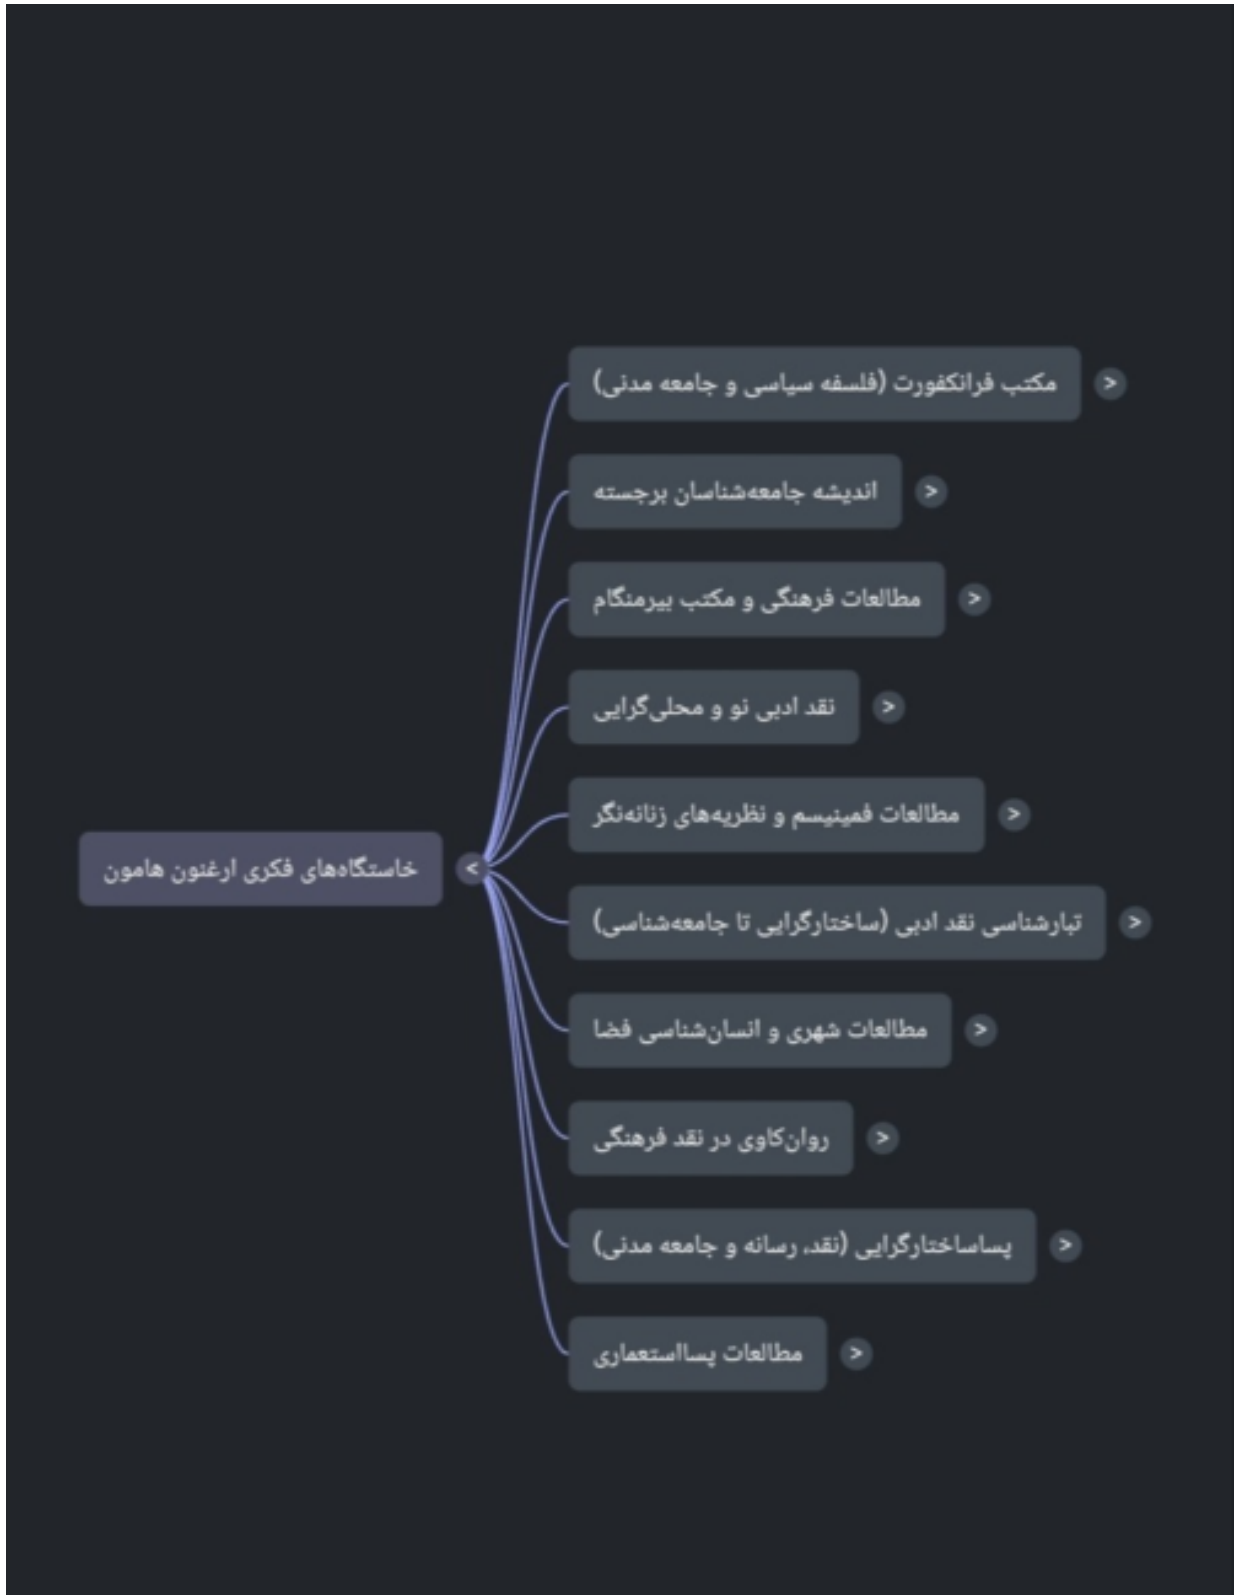 خاستگاه‌های فکری ارغنون هامون
مکتب فرانکفورت (فلسفه سیاسی و جامعه مدنی)
اندیشه جامعه‌شناسان برجسته
مطالعات فرهنگی و مکتب بیرمنگام
نقد ادبی نو و محلی‌گرایی
مطالعات فمینیسم و نظریه‌های زنانه‌نگر
تبارشناسی نقد ادبی (ساختارگرایی تا جامعه‌شناسی)
مطالعات شهری و انسان‌شناسی فضا
روان‌کاوی در نقد فرهنگی
پساساختارگرایی (نقد، رسانه و جامعه مدنی)
مطالعات پسااستعماری